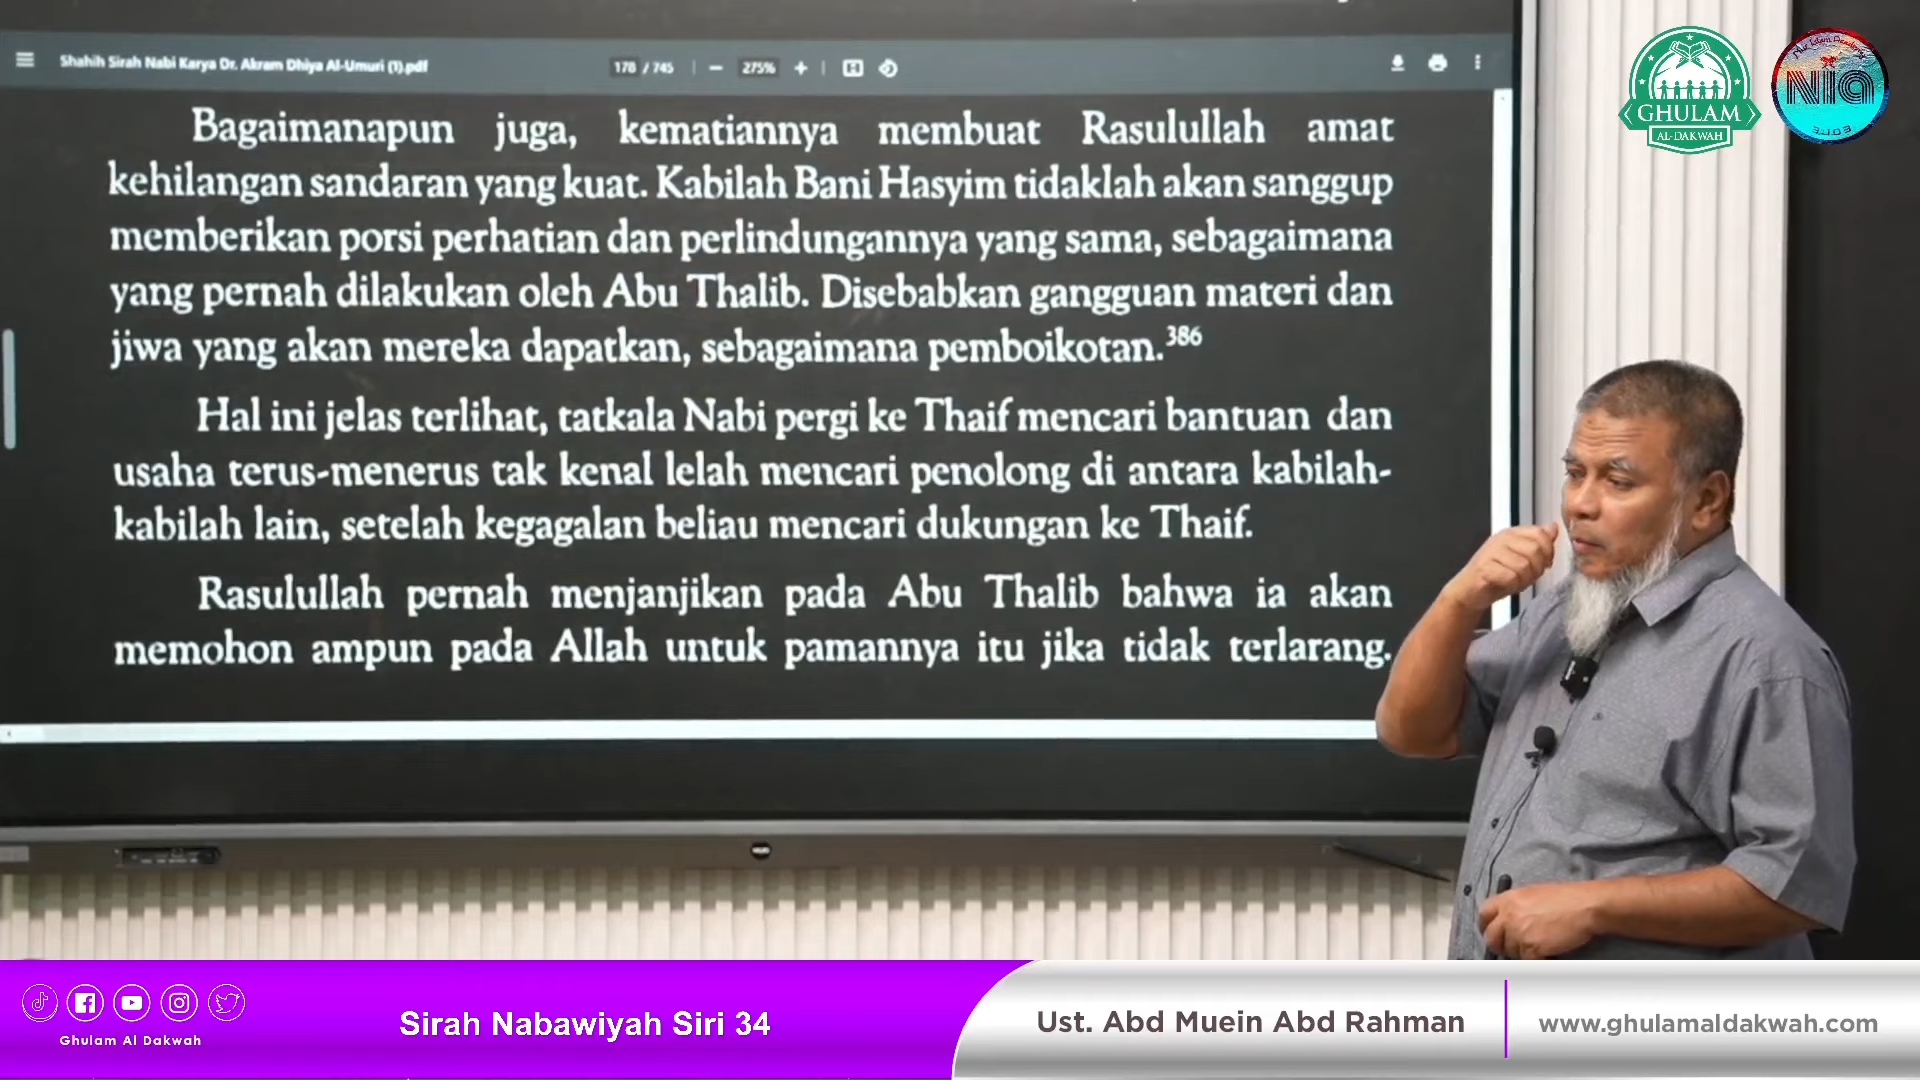 Shahih Sirah Nabi Karya Dr. Akram Dhiya Al-Umuri (1).pdf
178 / 745
275%
GHULAM
AL-DAKWAH
Nur Islam Academy
NIA
Bagaimanapun juga, kematiannya membuat Rasulullah amat
kehilangan sandaran yang kuat. Kabilah Bani Hasyim tidaklah akan sanggup
memberikan porsi perhatian dan perlindungannya yang sama, sebagaimana
yang pernah dilakukan oleh Abu Thalib. Disebabkan gangguan materi dan
jiwa yang akan mereka dapatkan, sebagaimana pemboikotan.386
Hal ini jelas terlihat, tatkala Nabi pergi ke Thaif mencari bantuan dan
usaha terus-menerus tak kenal lelah mencari penolong di antara kabilah-
kabilah lain, setelah kegagalan beliau mencari dukungan ke Thaif.
Rasulullah pernah menjanjikan pada Abu Thalib bahwa ia akan
memohon ampun pada Allah untuk pamannya itu jika tidak terlarang.
Ghulam Al Dakwah
Sirah Nabawiyah Siri 34
Ust. Abd Muein Abd Rahman
www.ghulamaldakwah.com